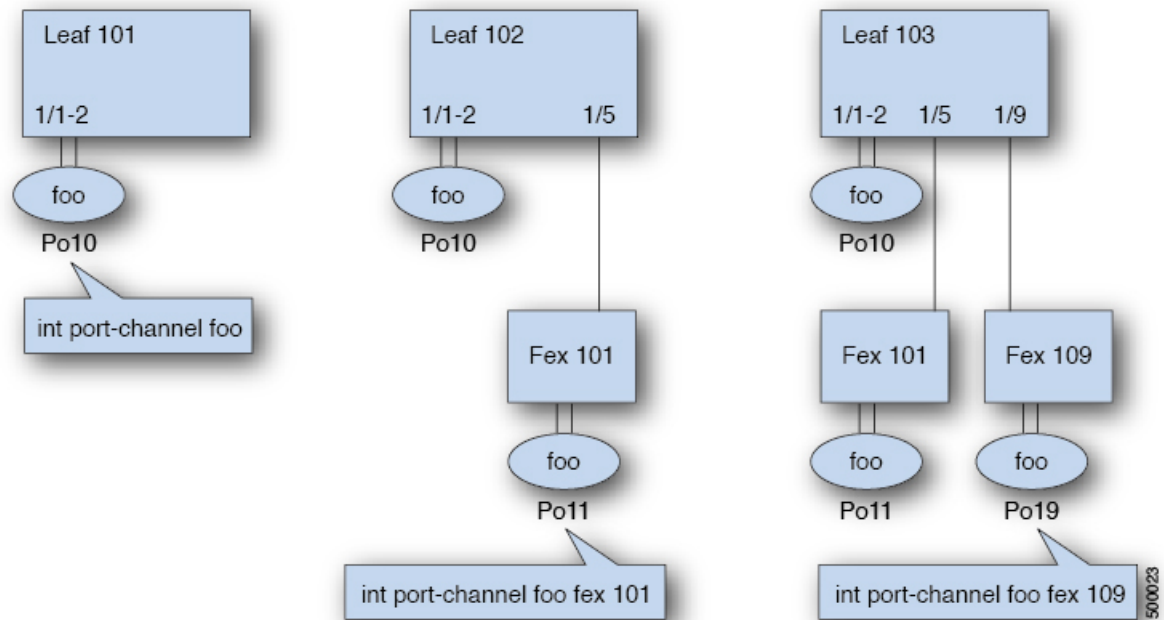 Leaf 101
1/1-2
foo
Po10
int port-channel foo
Leaf 102
1/1-2 1/5
foo
Po10
Fex 101
foo
Po11
int port-channel foo fex 101
Leaf 103
1/1-2 1/5 1/9
foo
Po10
Fex 101
Fex 109
foo
Po11
foo
Po19
int port-channel foo fex 109
500023